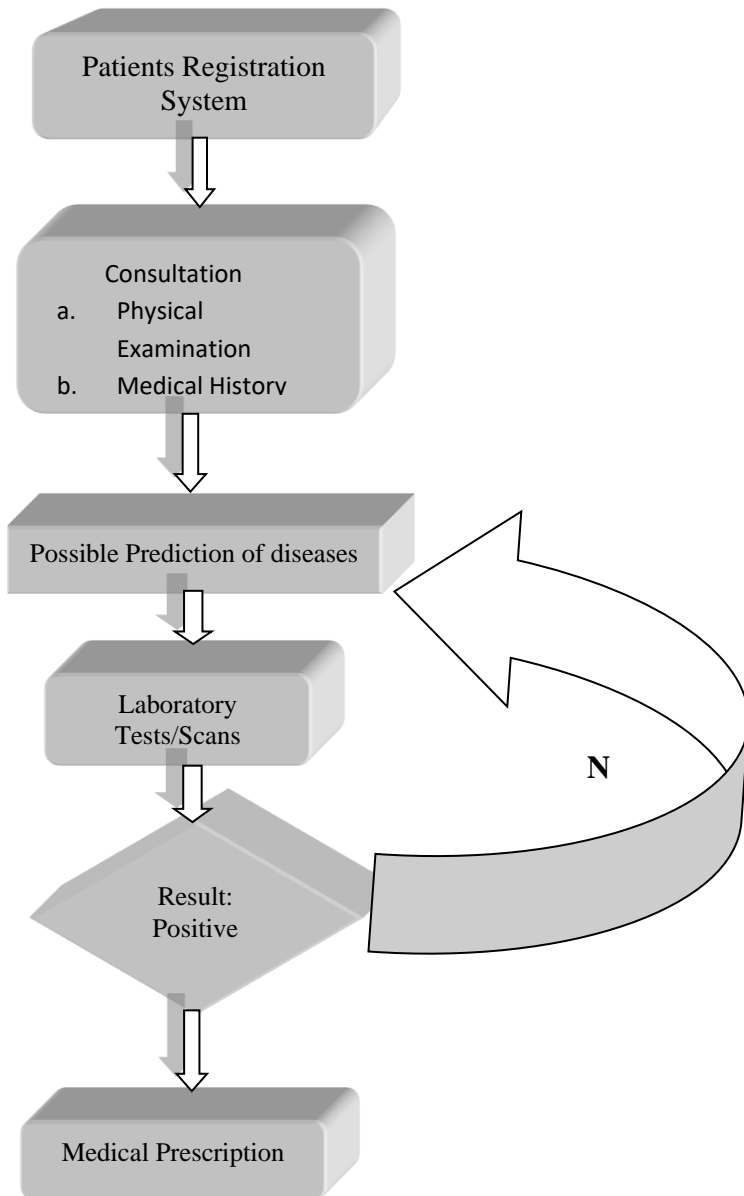 Patients Registration
System
Consultation
a. Physical
Examination
b. Medical History
Possible Prediction of diseases
Laboratory
Tests/Scans
N
Result:
Positive
Medical Prescription